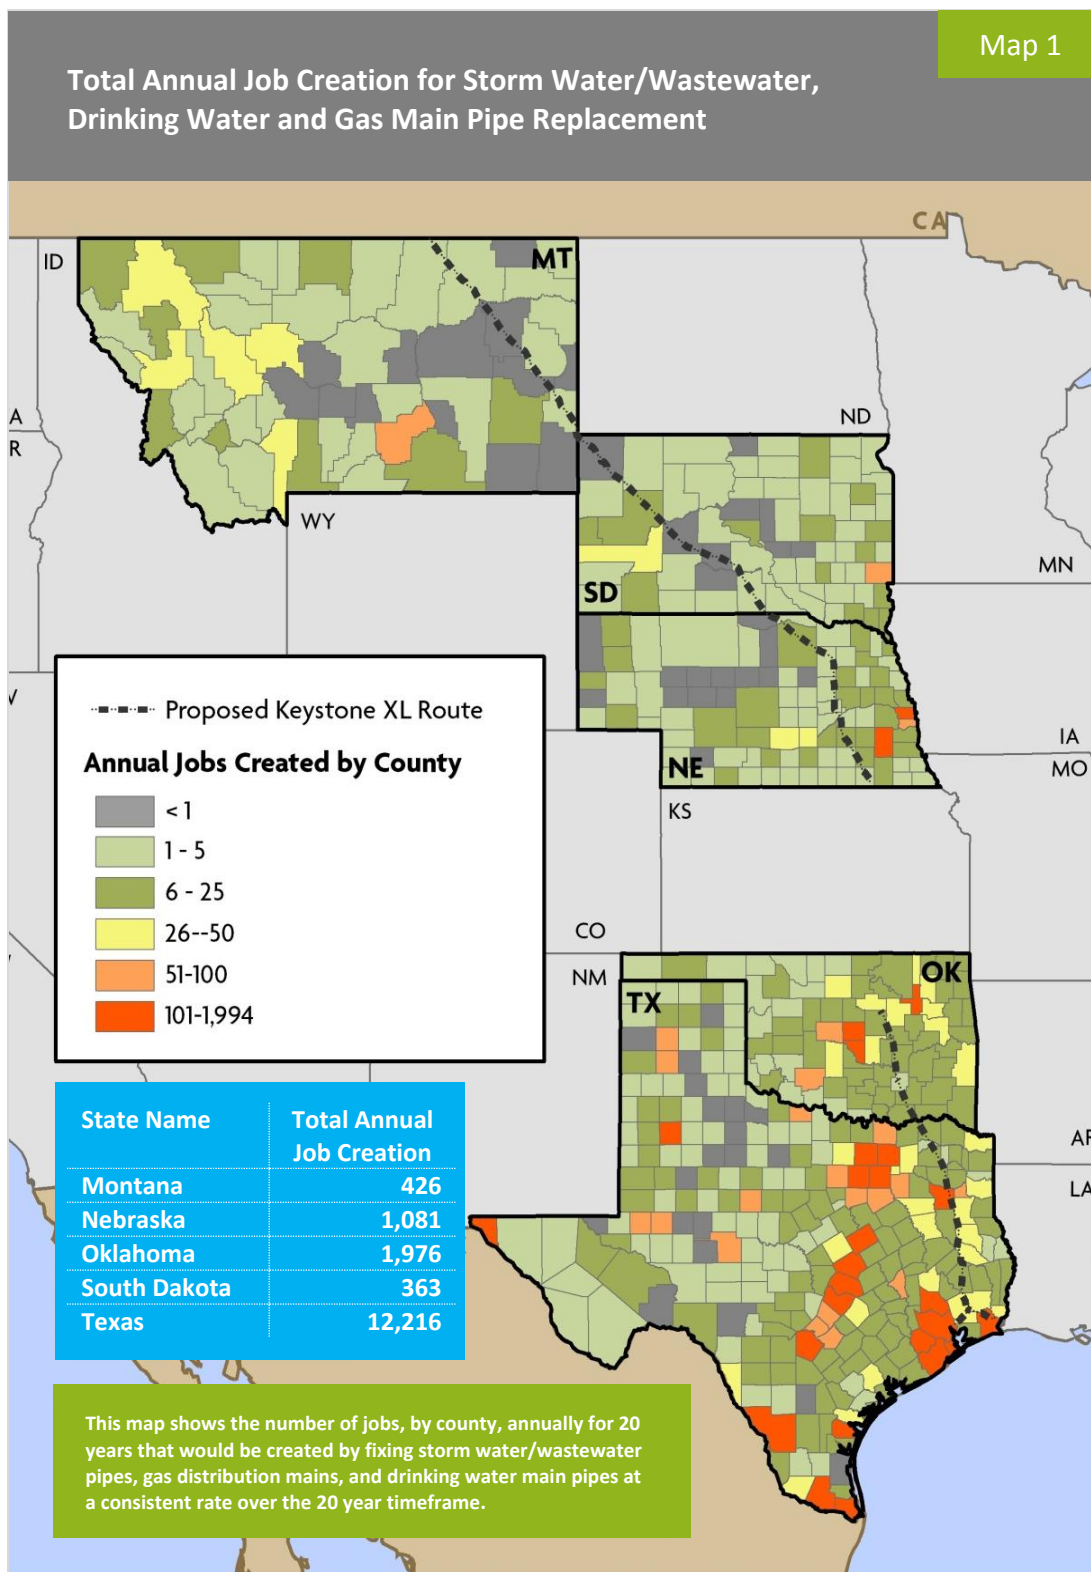 Map 1
Total Annual Job Creation for Storm Water/Wastewater,
Drinking Water and Gas Main Pipe Replacement
CA
ID
MT
A
R
ND
WY
MN
SD
V
IA
NE
MO
KS
Proposed Keystone XL Route
Annual Jobs Created by County
< 1
1 - 5
6 - 25
26--50
51-100
101-1,994
CO
NM
OK
TX
AR
LA
State Name Total Annual
Job Creation
Montana 426
Nebraska 1,081
Oklahoma 1,976
South Dakota 363
Texas 12,216
This map shows the number of jobs, by county, annually for 20
years that would be created by fixing storm water/wastewater
pipes, gas distribution mains, and drinking water main pipes at
a consistent rate over the 20 year timeframe.